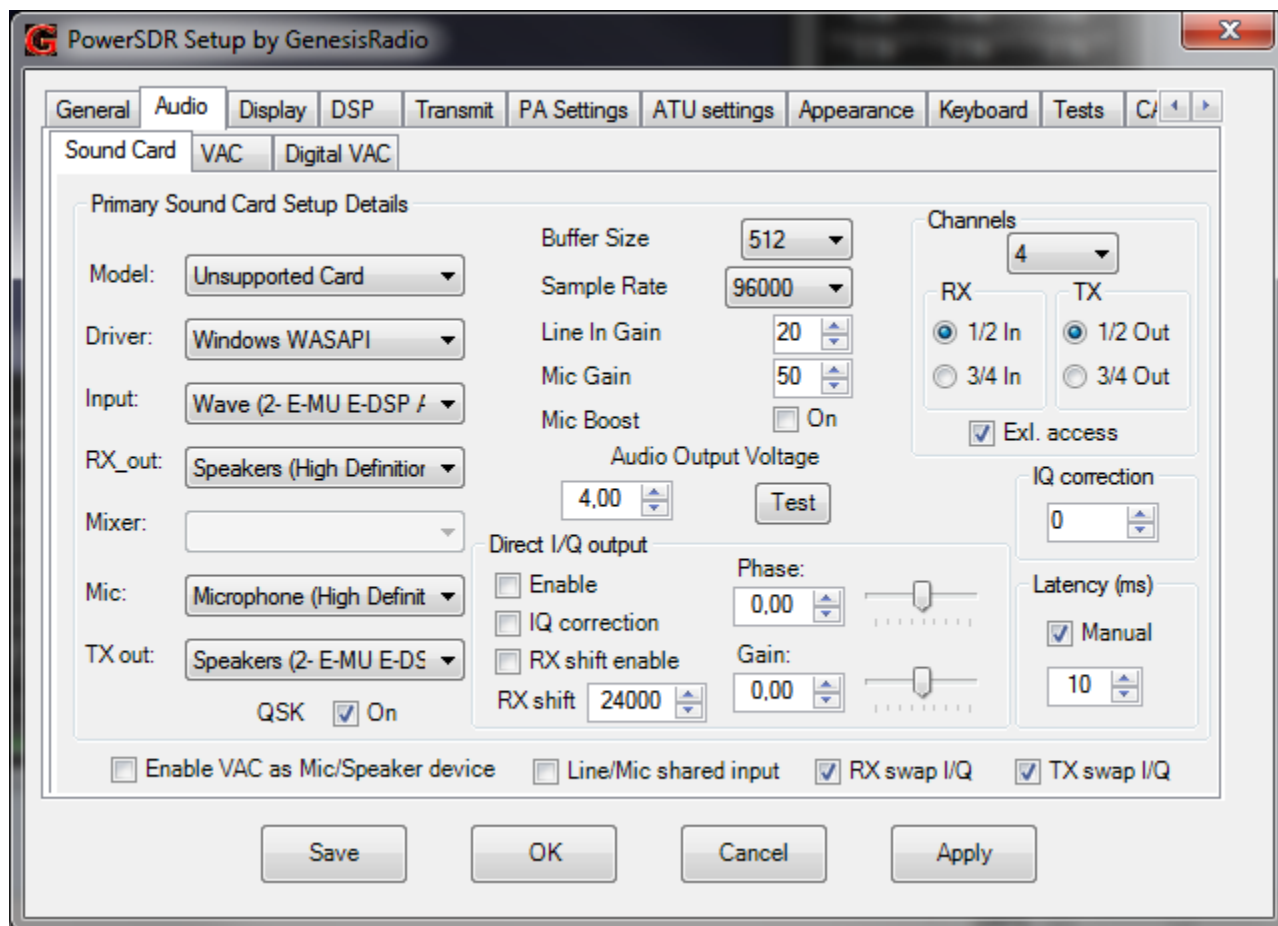 PowerSDR Setup by GenesisRadio
General Audio Display DSP Transmit PA Settings ATU settings Appearance Keyboard Tests
Sound Card VAC Digital VAC
Primary Sound Card Setup Details
Model: Unsupported Card
Driver: Windows WASAPI
Input: Wave (2- E-MU E-DSP
RX_out: Speakers (High Definition
Mixer:
Mic: Microphone (High Definit
TX out: Speakers (2- E-MU E-DS
QSK On
Buffer Size 512
Sample Rate 96000
Line In Gain 20
Mic Gain 50
Mic Boost On
Audio Output Voltage
4,00 Test
Channels
4
RX TX
1/2 In 1/2 Out
3/4 In 3/4 Out
Exl. access
IQ correction
0
Direct I/Q output
Enable
IQ correction
RX shift enable
RX shift 24000
Phase:
0,00
Gain:
0,00
Latency (ms)
Manual
10
Enable VAC as Mic/Speaker device Line/Mic shared input RX swap I/Q TX swap I/Q
Save OK Cancel Apply